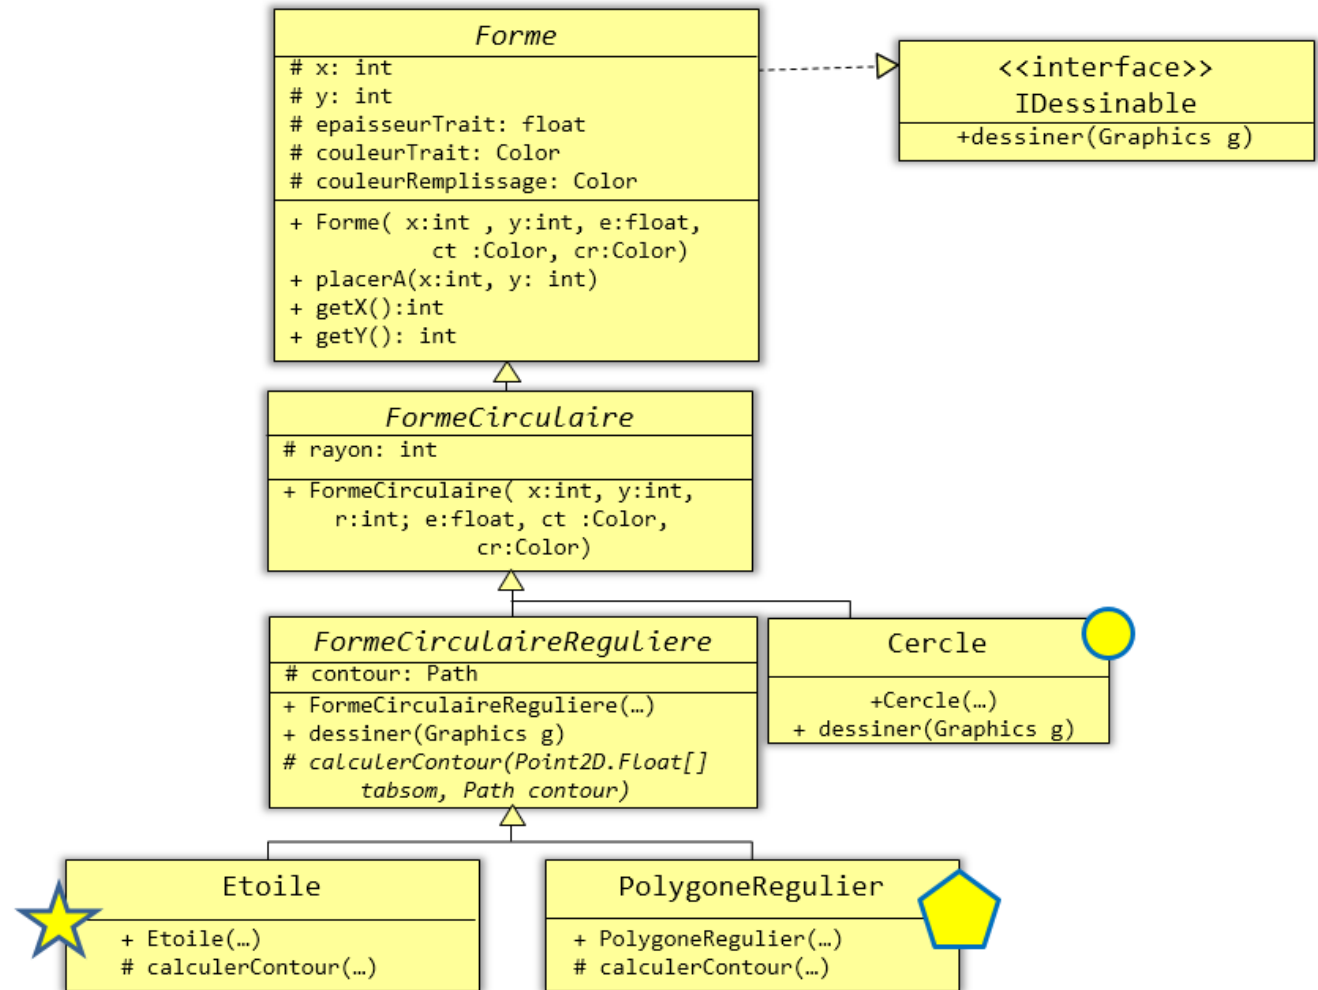 Forme
# x: int
# y: int
# epaisseurTrait: float
# couleurTrait: Color
# couleurRemplissage: Color
+ Forme( x:int , y:int, e:float,
ct :Color, cr:Color)
+ placerA(x:int, y: int)
+ getX():int
+ getY(): int
<<interface>>
IDessinable
+dessiner(Graphics g)
FormeCirculaire
# rayon: int
+ FormeCirculaire( x:int, y:int,
r:int; e:float, ct :Color,
cr:Color)
FormeCirculaireReguliere
# contour: Path
+ FormeCirculaireReguliere(…)
+ dessiner(Graphics g)
# calculerContour(Point2D.Float[]
tabsom, Path contour)
Cercle
+Cercle(…)
+ dessiner(Graphics g)
Etoile
+ Etoile(…)
# calculerContour(…)
PolygoneRegulier
+ PolygoneRegulier(…)
# calculerContour(…)